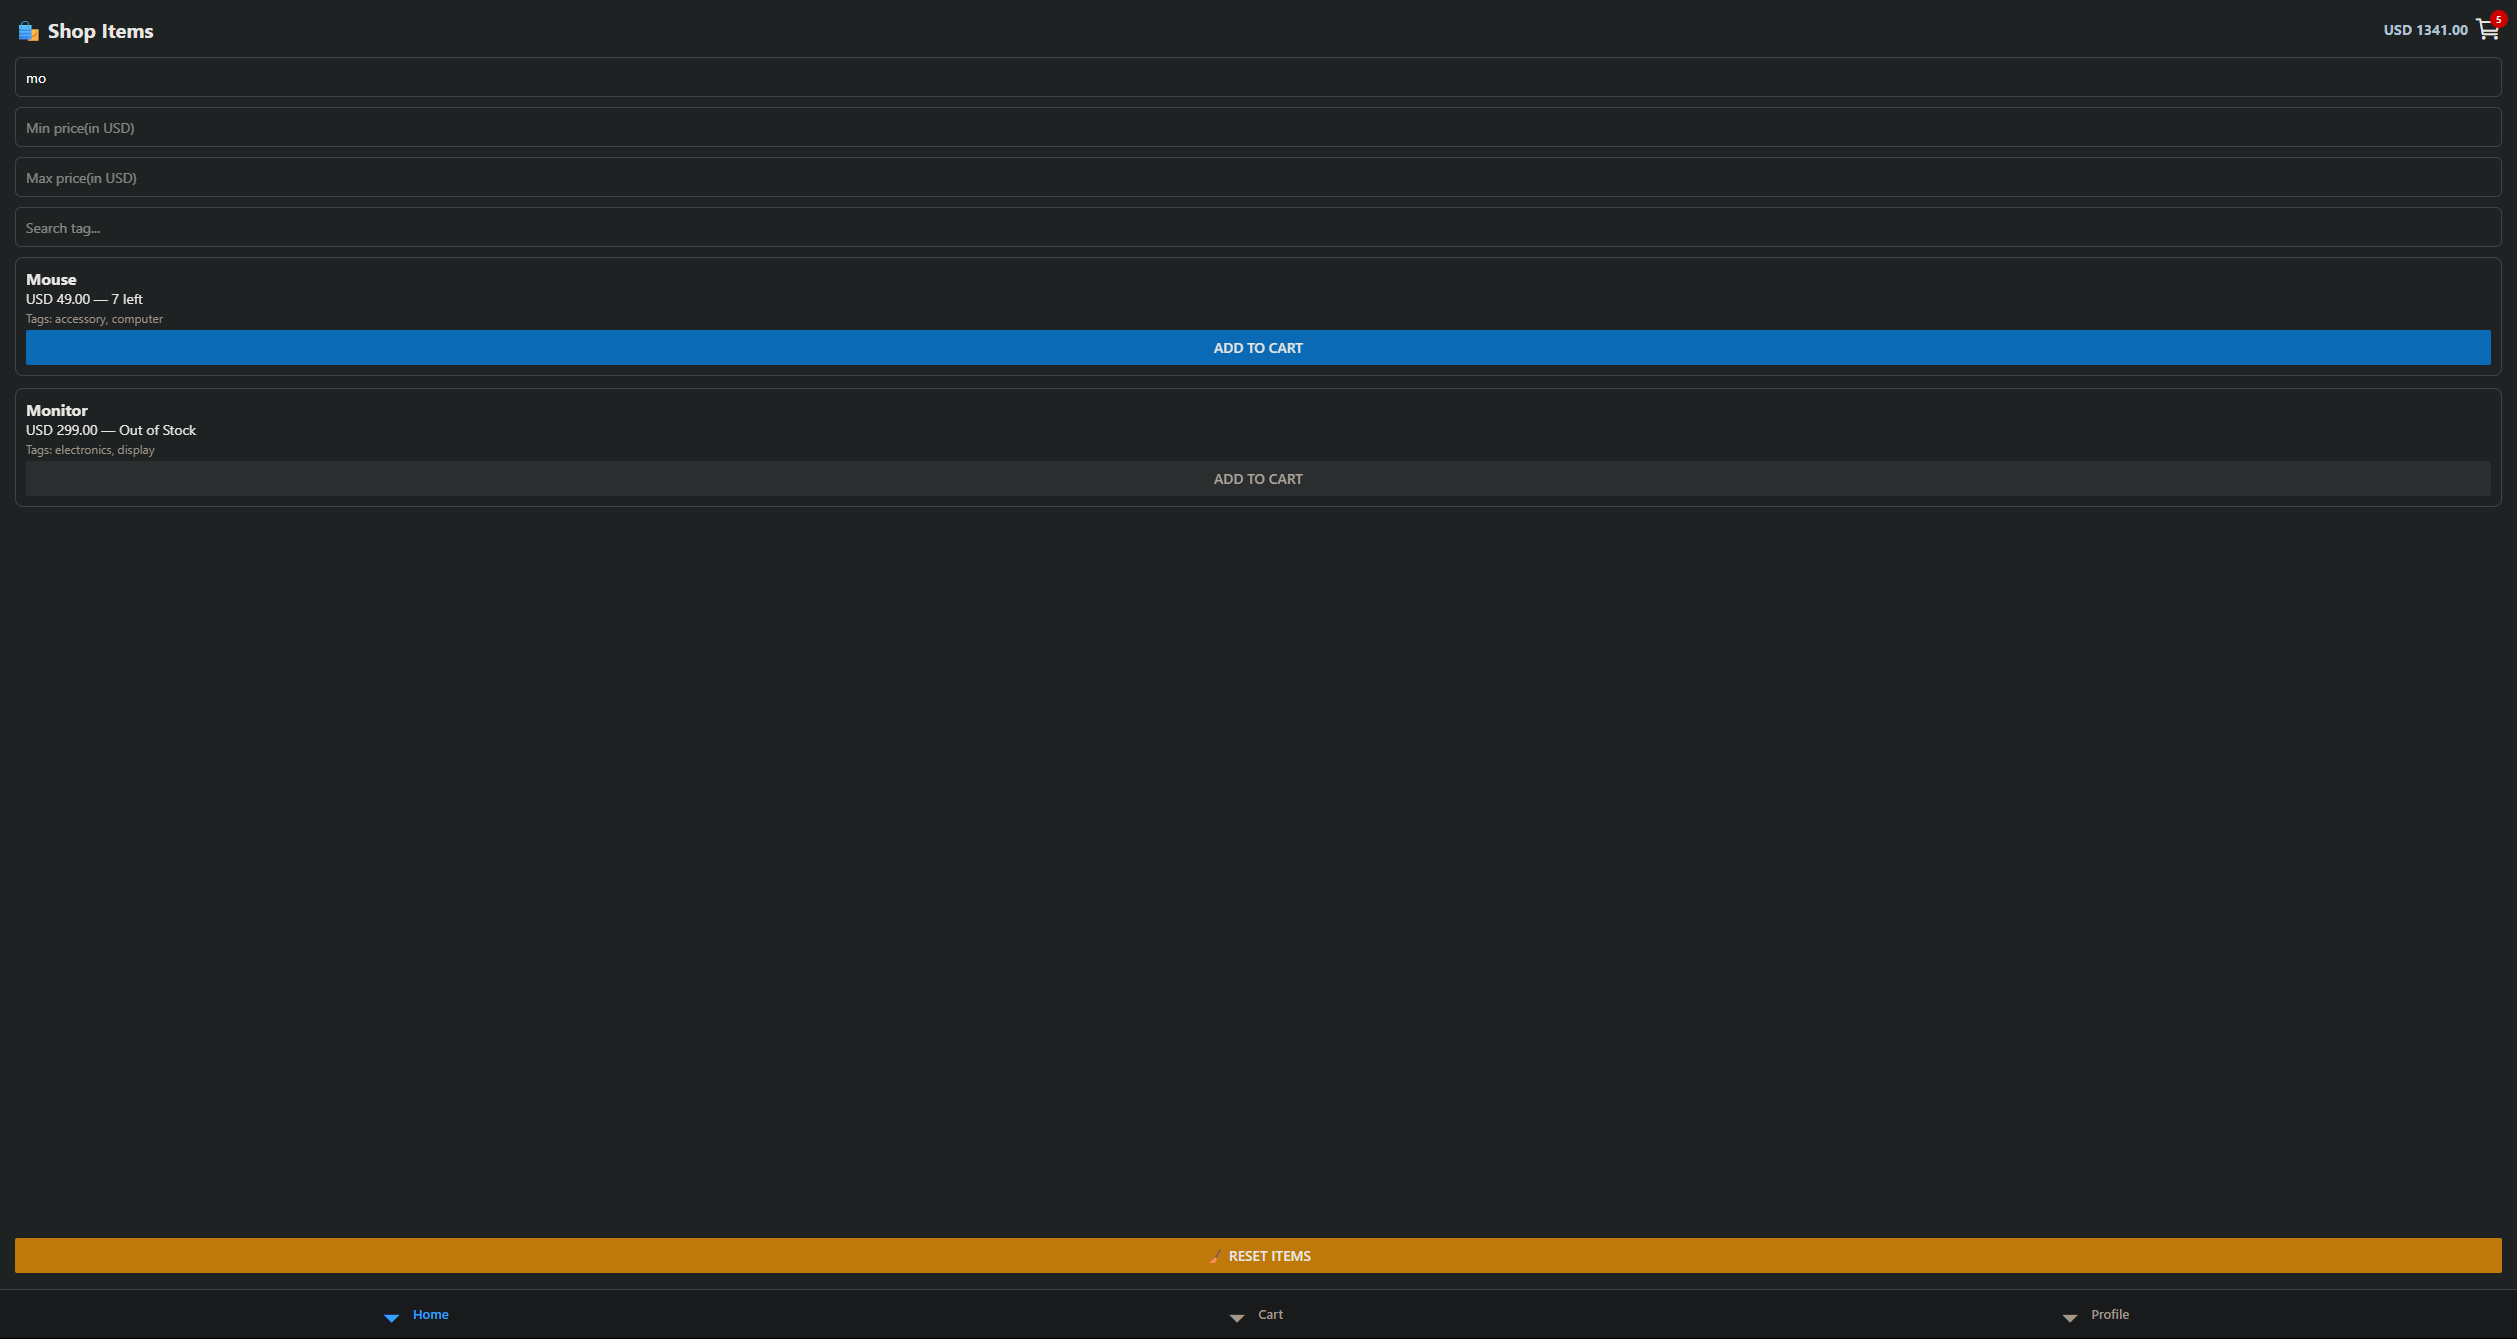 Shop Items
USD 1341.00
5
mo
Min price(in USD)
Max price(in USD)
Search tag...
Mouse
USD 49.00 — 7 left
Tags: accessory, computer
ADD TO CART
Monitor
USD 299.00 — Out of Stock
Tags: electronics, display
ADD TO CART
RESET ITEMS
Home
Cart
Profile